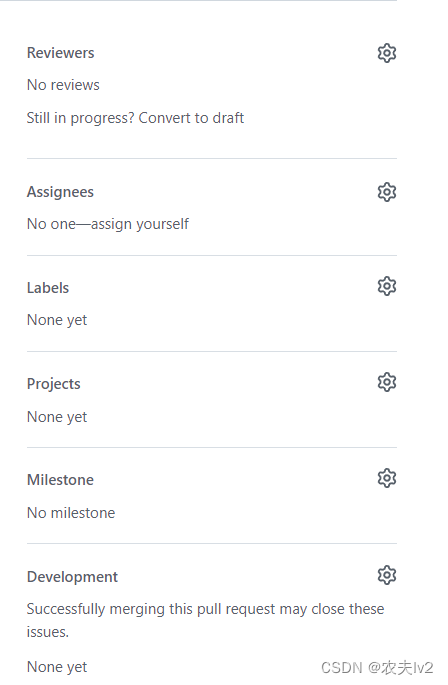 Reviewers
No reviews
Still in progress? Convert to draft
Assignees
No one—assign yourself
Labels
None yet
Projects
None yet
Milestone
No milestone
Development
Successfully merging this pull request may close these
issues.
None yet
CSDN @农夫lv2